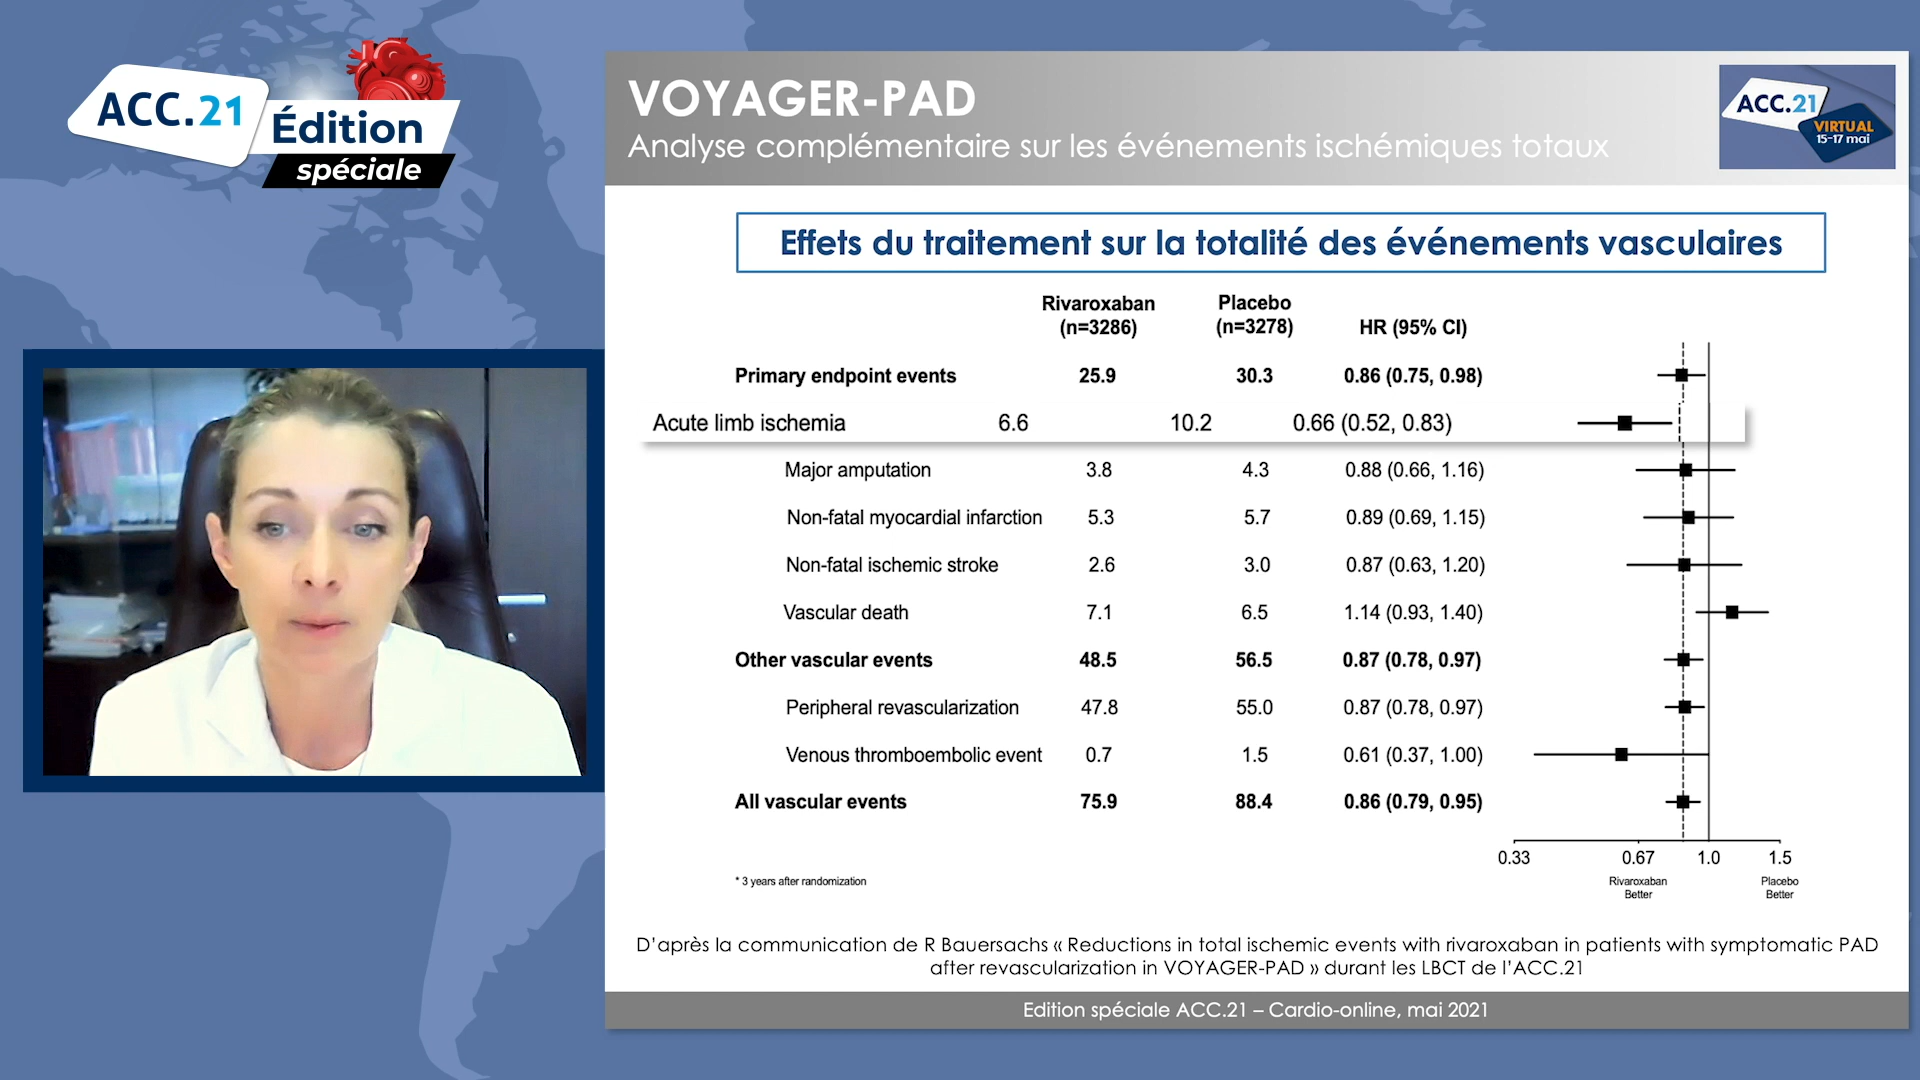 ACC.21
Édition
spéciale
VOYAGER-PAD
Analyse complémentaire sur les événements ischémiques totaux
ACC.21
VIRTUAL
15-17 mai
Effets du traitement sur la totalité des événements vasculaires
Rivaroxaban (n=3286) Placebo (n=3278) HR (95% CI)
Primary endpoint events 25.9 30.3 0.86 (0.75, 0.98)
Acute limb ischemia 6.6 10.2 0.66 (0.52, 0.83)
Major amputation 3.8 4.3 0.88 (0.66, 1.16)
Non-fatal myocardial infarction 5.3 5.7 0.89 (0.69, 1.15)
Non-fatal ischemic stroke 2.6 3.0 0.87 (0.63, 1.20)
Vascular death 7.1 6.5 1.14 (0.93, 1.40)
Other vascular events 48.5 56.5 0.87 (0.78, 0.97)
Peripheral revascularization 47.8 55.0 0.87 (0.78, 0.97)
Venous thromboembolic event 0.7 1.5 0.61 (0.37, 1.00)
All vascular events 75.9 88.4 0.86 (0.79, 0.95)
0.33 0.67 1.0 1.5
Rivaroxaban Better Placebo Better
* 3 years after randomization
D'après la communication de R Bauersachs « Reductions in total ischemic events with rivaroxaban in patients with symptomatic PAD
after revascularization in VOYAGER-PAD » durant les LBCT de l'ACC.21
Edition spéciale ACC.21 – Cardio-online, mai 2021